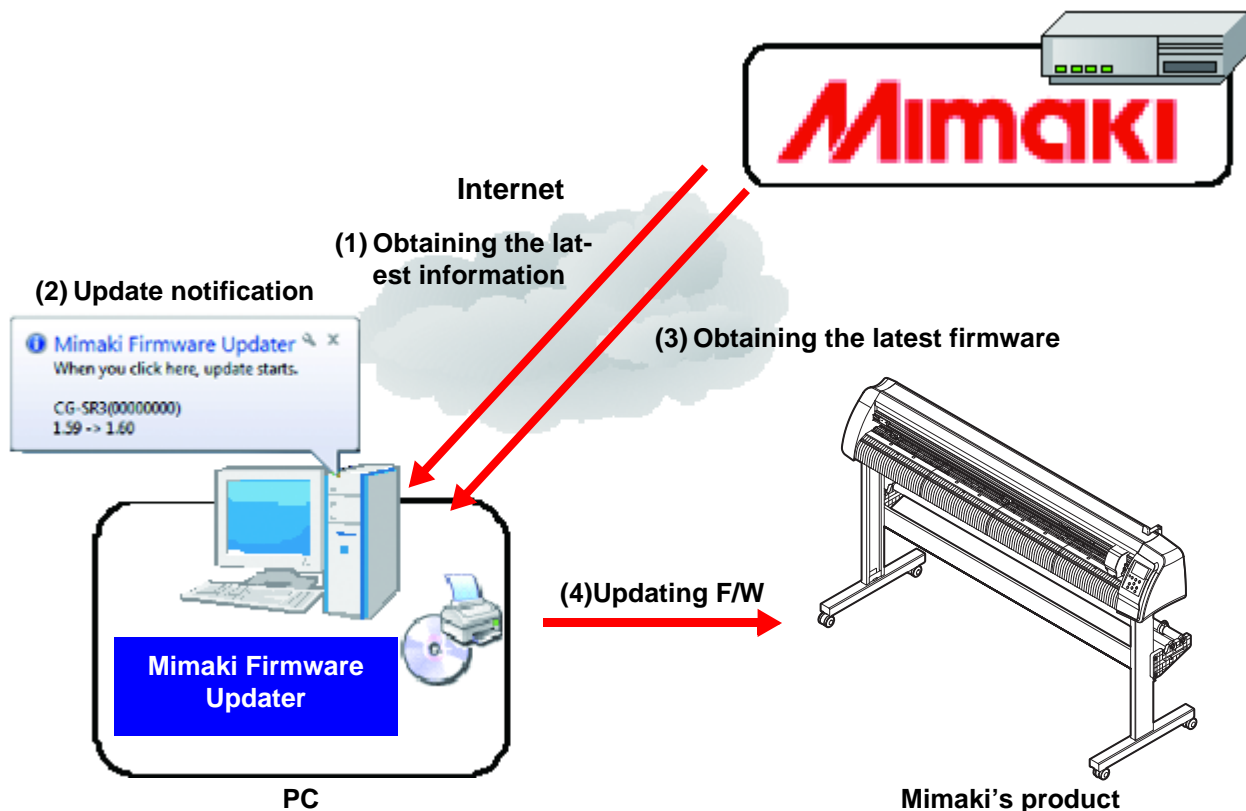 Mimaki
Internet
(1) Obtaining the lat-
est information
(2) Update notification
Mimaki Firmware Updater
When you click here, update starts.
CG-SR3(00000000)
1.59 -> 1.60
(3) Obtaining the latest firmware
(4)Updating F/W
Mimaki Firmware
Updater
PC
Mimaki's product